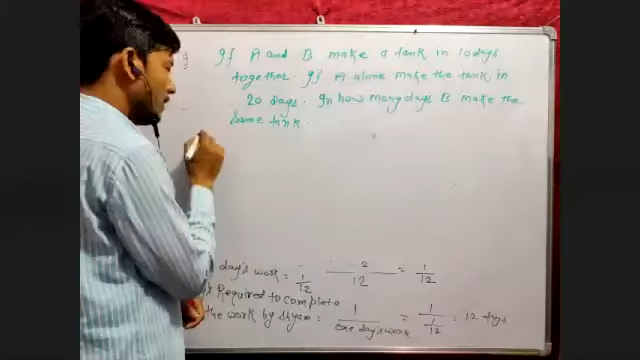 If A and B make a tank in 10 days
together. If A alone make the tank in
20 days. In how many days B make the
same tank.
day's work = 1/12 2/12 = 1/12
Required to complete
the work by Shyam = 1/one day's work = 1/(1/12) = 12 days